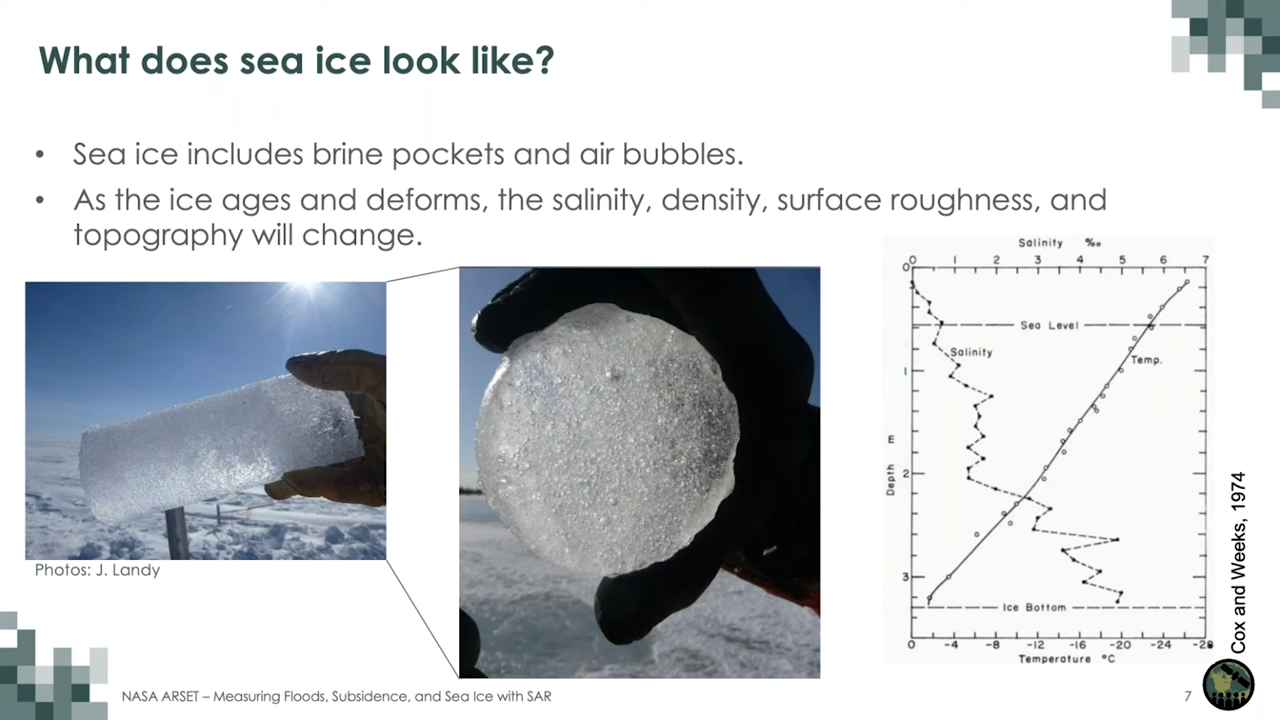 What does sea ice look like?
• Sea ice includes brine pockets and air bubbles.
• As the ice ages and deforms, the salinity, density, surface roughness, and
topography will change.
Photos: J. Landy
Salinity ‰
0 1 2 3 4 5 6 7
0
Sea Level
Salinity
Temp.
1
Depth m
2
3
Ice Bottom
0 -4 -8 -12 -16 -20 -24 -28
Temperature °C
Cox and Weeks, 1974
NASA ARSET – Measuring Floods, Subsidence, and Sea Ice with SAR
7